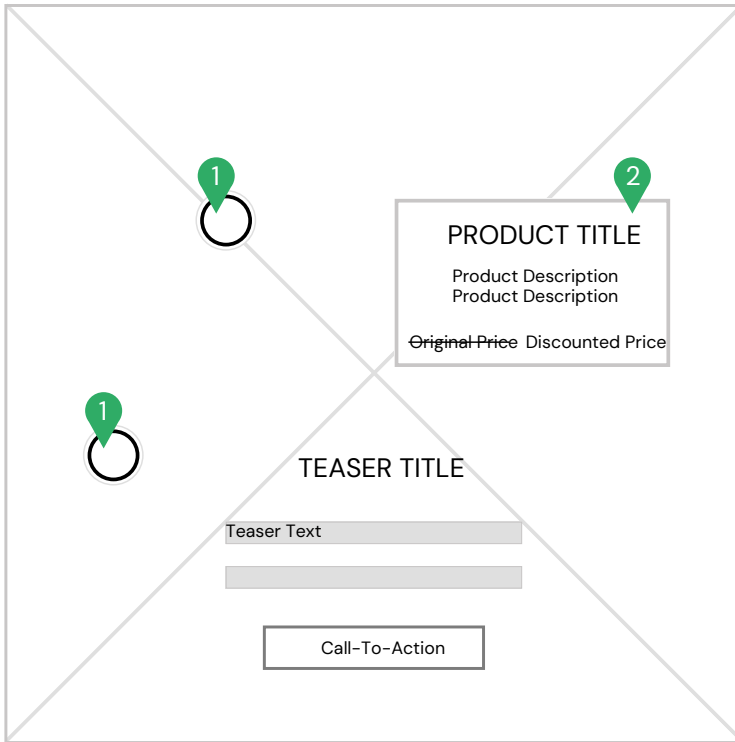 1
2
PRODUCT TITLE
Product Description
Product Description
Original Price Discounted Price
1
TEASER TITLE
Teaser Text
Call-To-Action